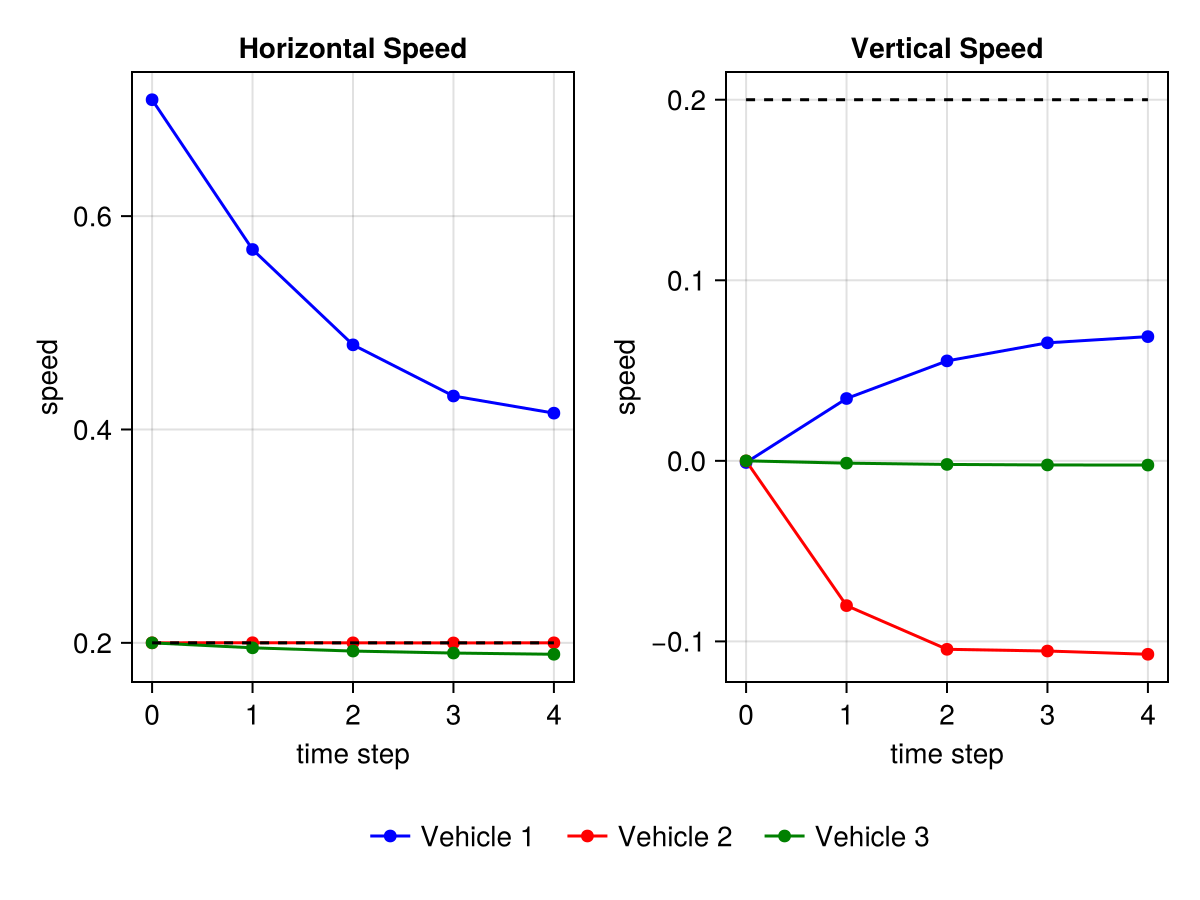 Horizontal Speed
speed
0.6
0.4
0.2
0 1 2 3 4
time step
Vertical Speed
speed
0.2
0.1
0.0
−0.1
0 1 2 3 4
time step
Vehicle 1 Vehicle 2 Vehicle 3